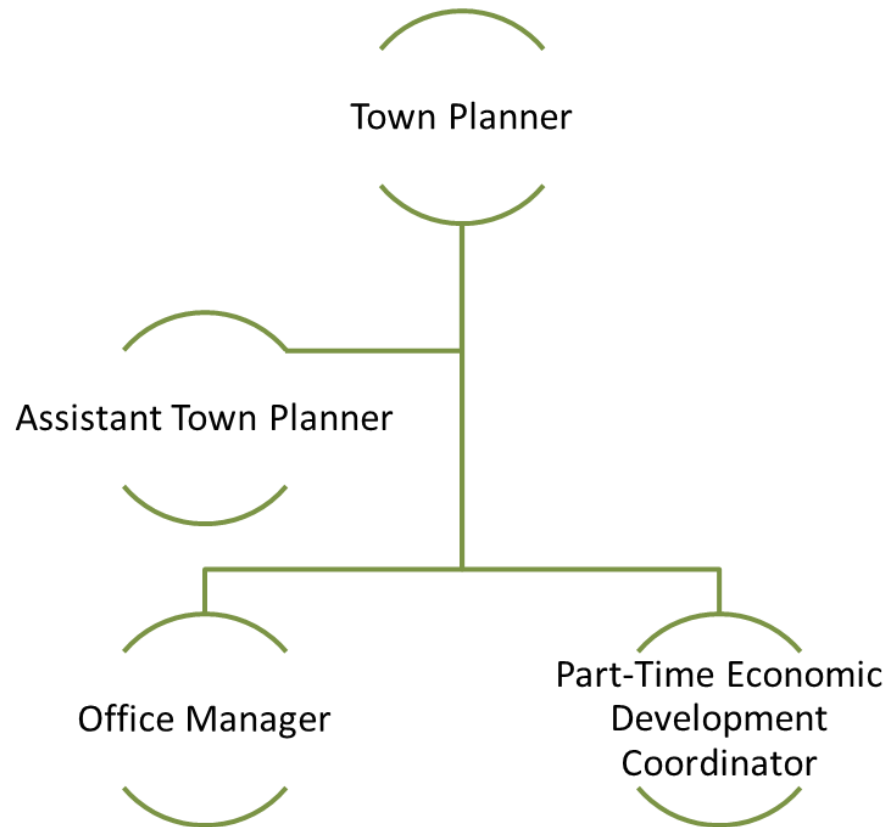 Town Planner
Assistant Town Planner
Office Manager
Part-Time Economic
Development
Coordinator